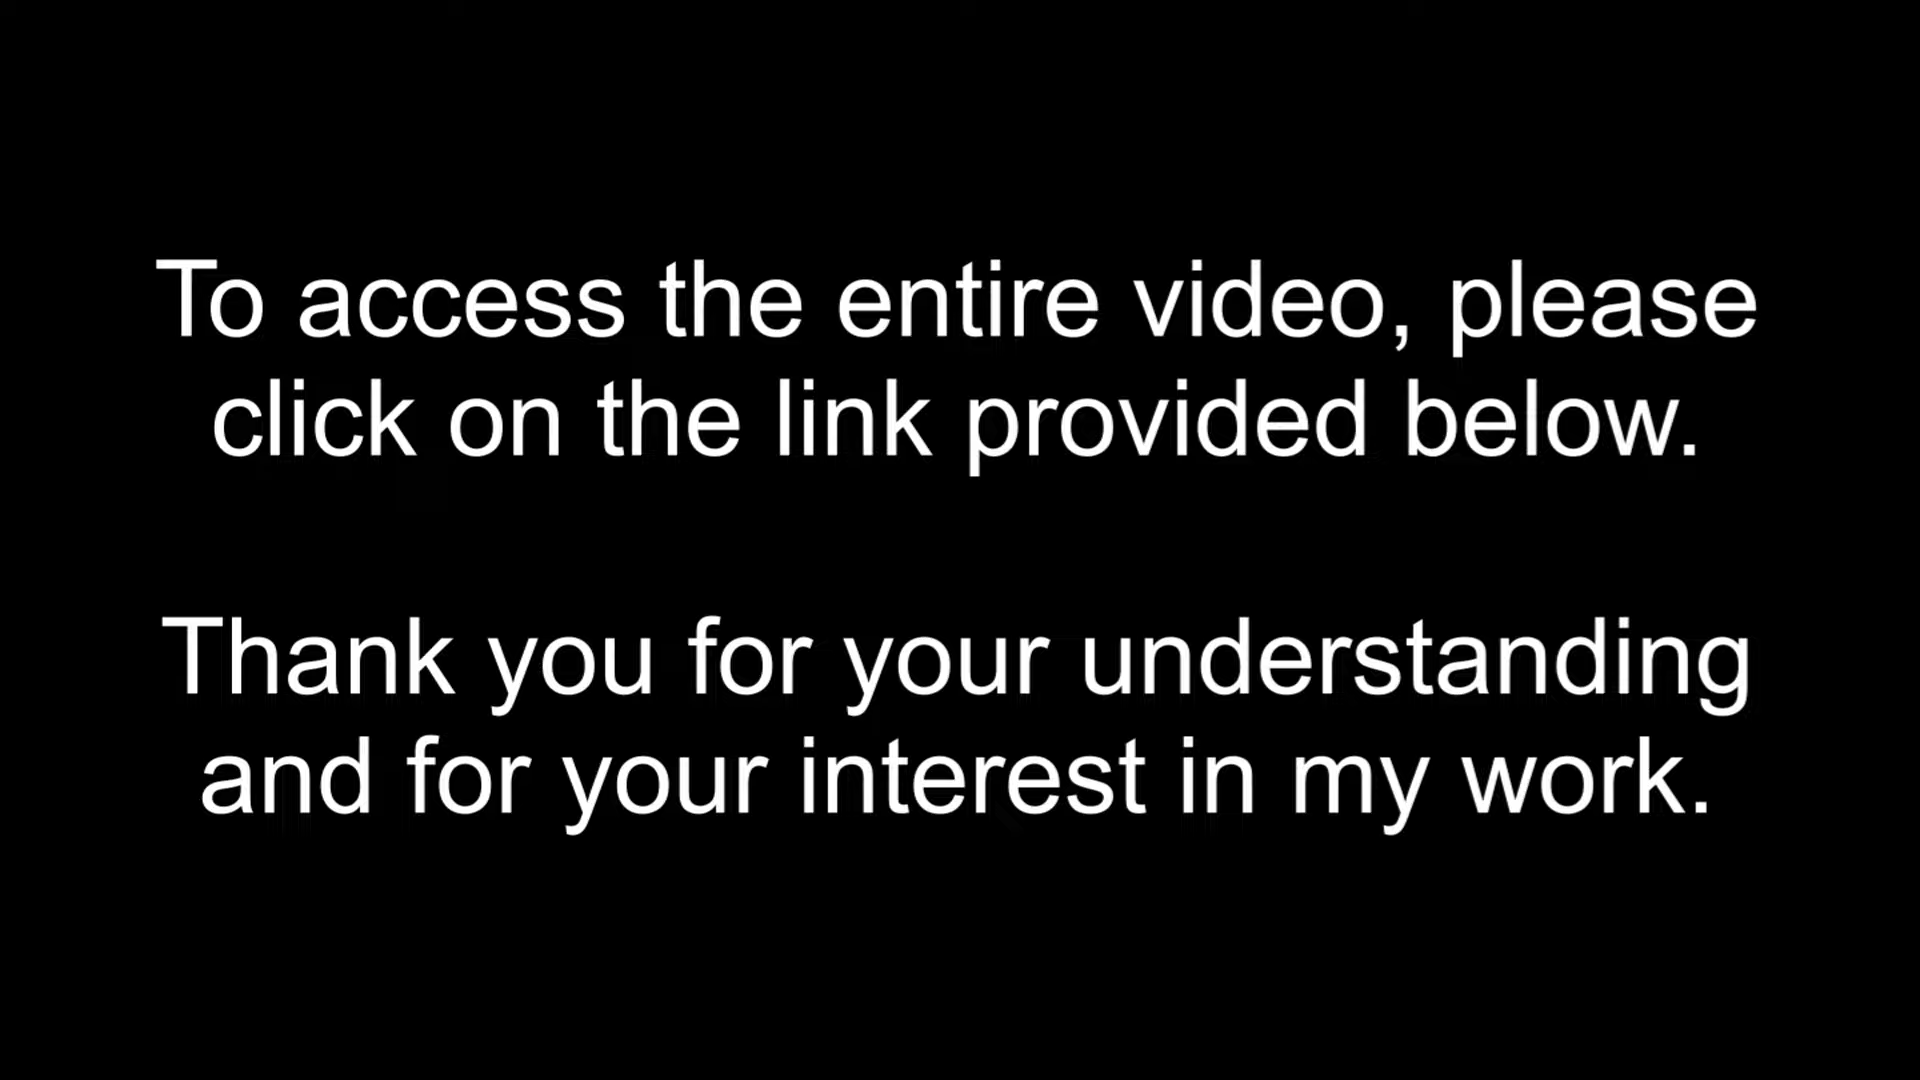 To access the entire video, please
click on the link provided below.
Thank you for your understanding
and for your interest in my work.